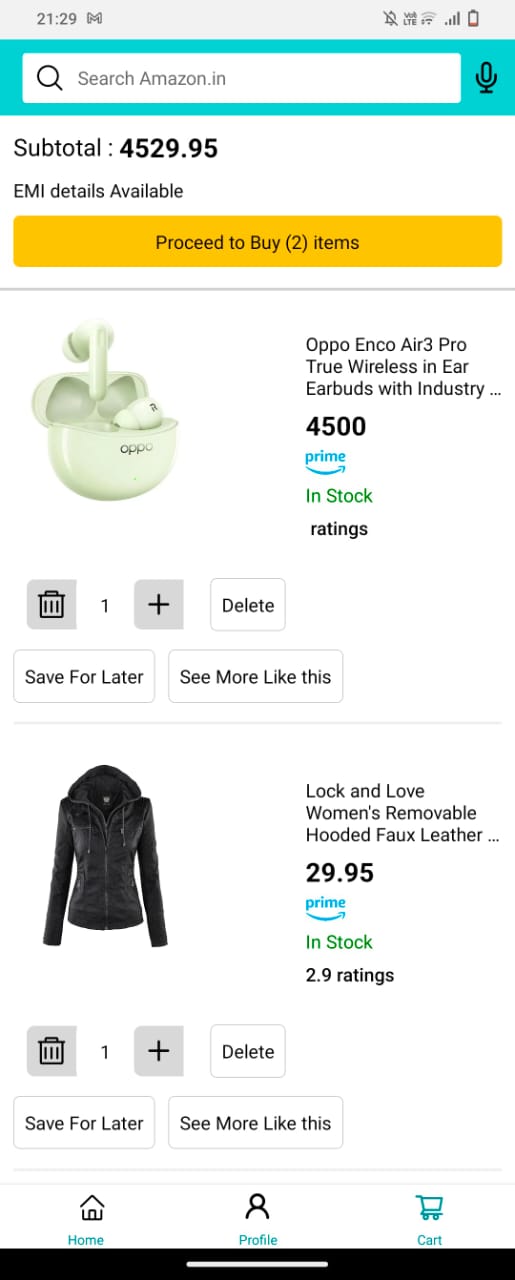 21:29
Vo))
LTE
Search Amazon.in
Subtotal : 4529.95
EMI details Available
Proceed to Buy (2) items
oppo
Oppo Enco Air3 Pro
True Wireless in Ear
Earbuds with Industry ...
4500
prime
In Stock
ratings
1
Delete
Save For Later
See More Like this
Lock and Love
Women's Removable
Hooded Faux Leather ...
29.95
prime
In Stock
2.9 ratings
1
Delete
Save For Later
See More Like this
Home
Profile
Cart